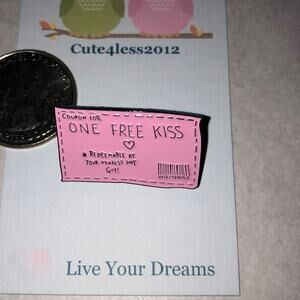 Cute4less2012
COUPON FOR
ONE FREE KISS
* REDEEMABLE AT
YOUR NEAREST HOT
GUY!
Live Your Dreams